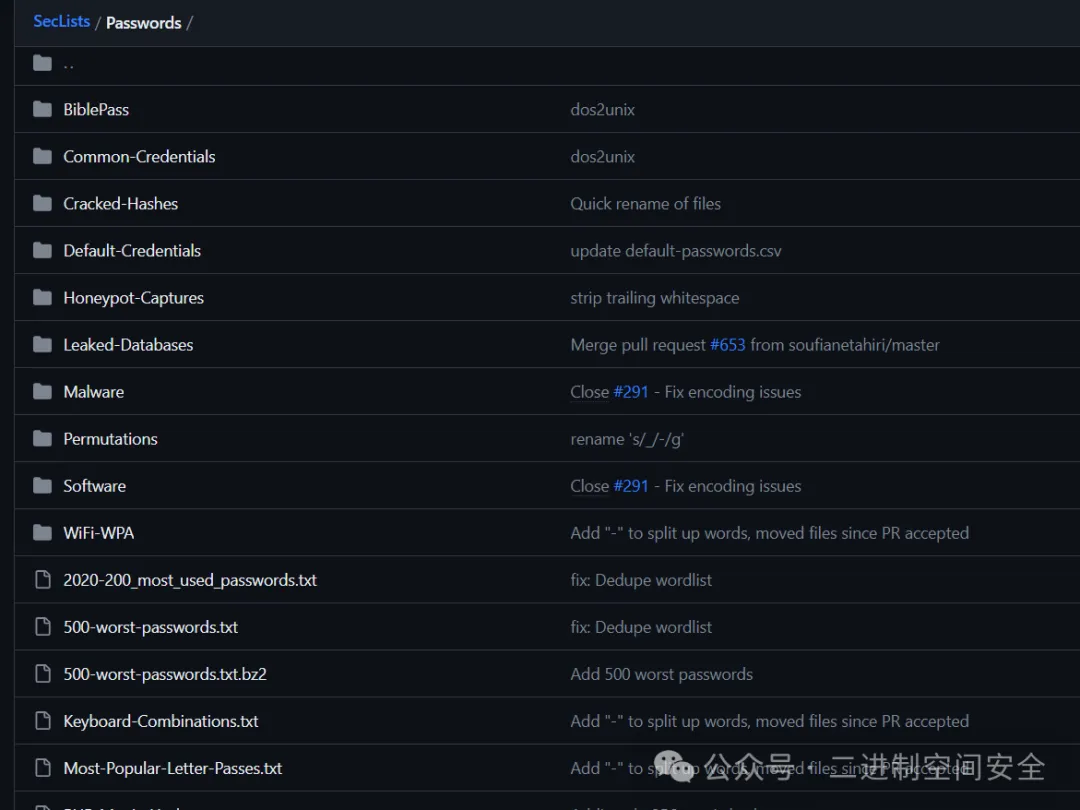 SecLists / Passwords /
..
BiblePass dos2unix
Common-Credentials dos2unix
Cracked-Hashes Quick rename of files
Default-Credentials update default-passwords.csv
Honeypot-Captures strip trailing whitespace
Leaked-Databases Merge pull request #653 from soufianetahiri/master
Malware Close #291 - Fix encoding issues
Permutations rename 's/_/-/g'
Software Close #291 - Fix encoding issues
WiFi-WPA Add "-" to split up words, moved files since PR accepted
2020-200_most_used_passwords.txt fix: Dedupe wordlist
500-worst-passwords.txt fix: Dedupe wordlist
500-worst-passwords.txt.bz2 Add 500 worst passwords
Keyboard-Combinations.txt Add "-" to split up words, moved files since PR accepted
Most-Popular-Letter-Passes.txt Add "-" to split up words, moved files since PR accepted
公众号 · 二进制空间安全